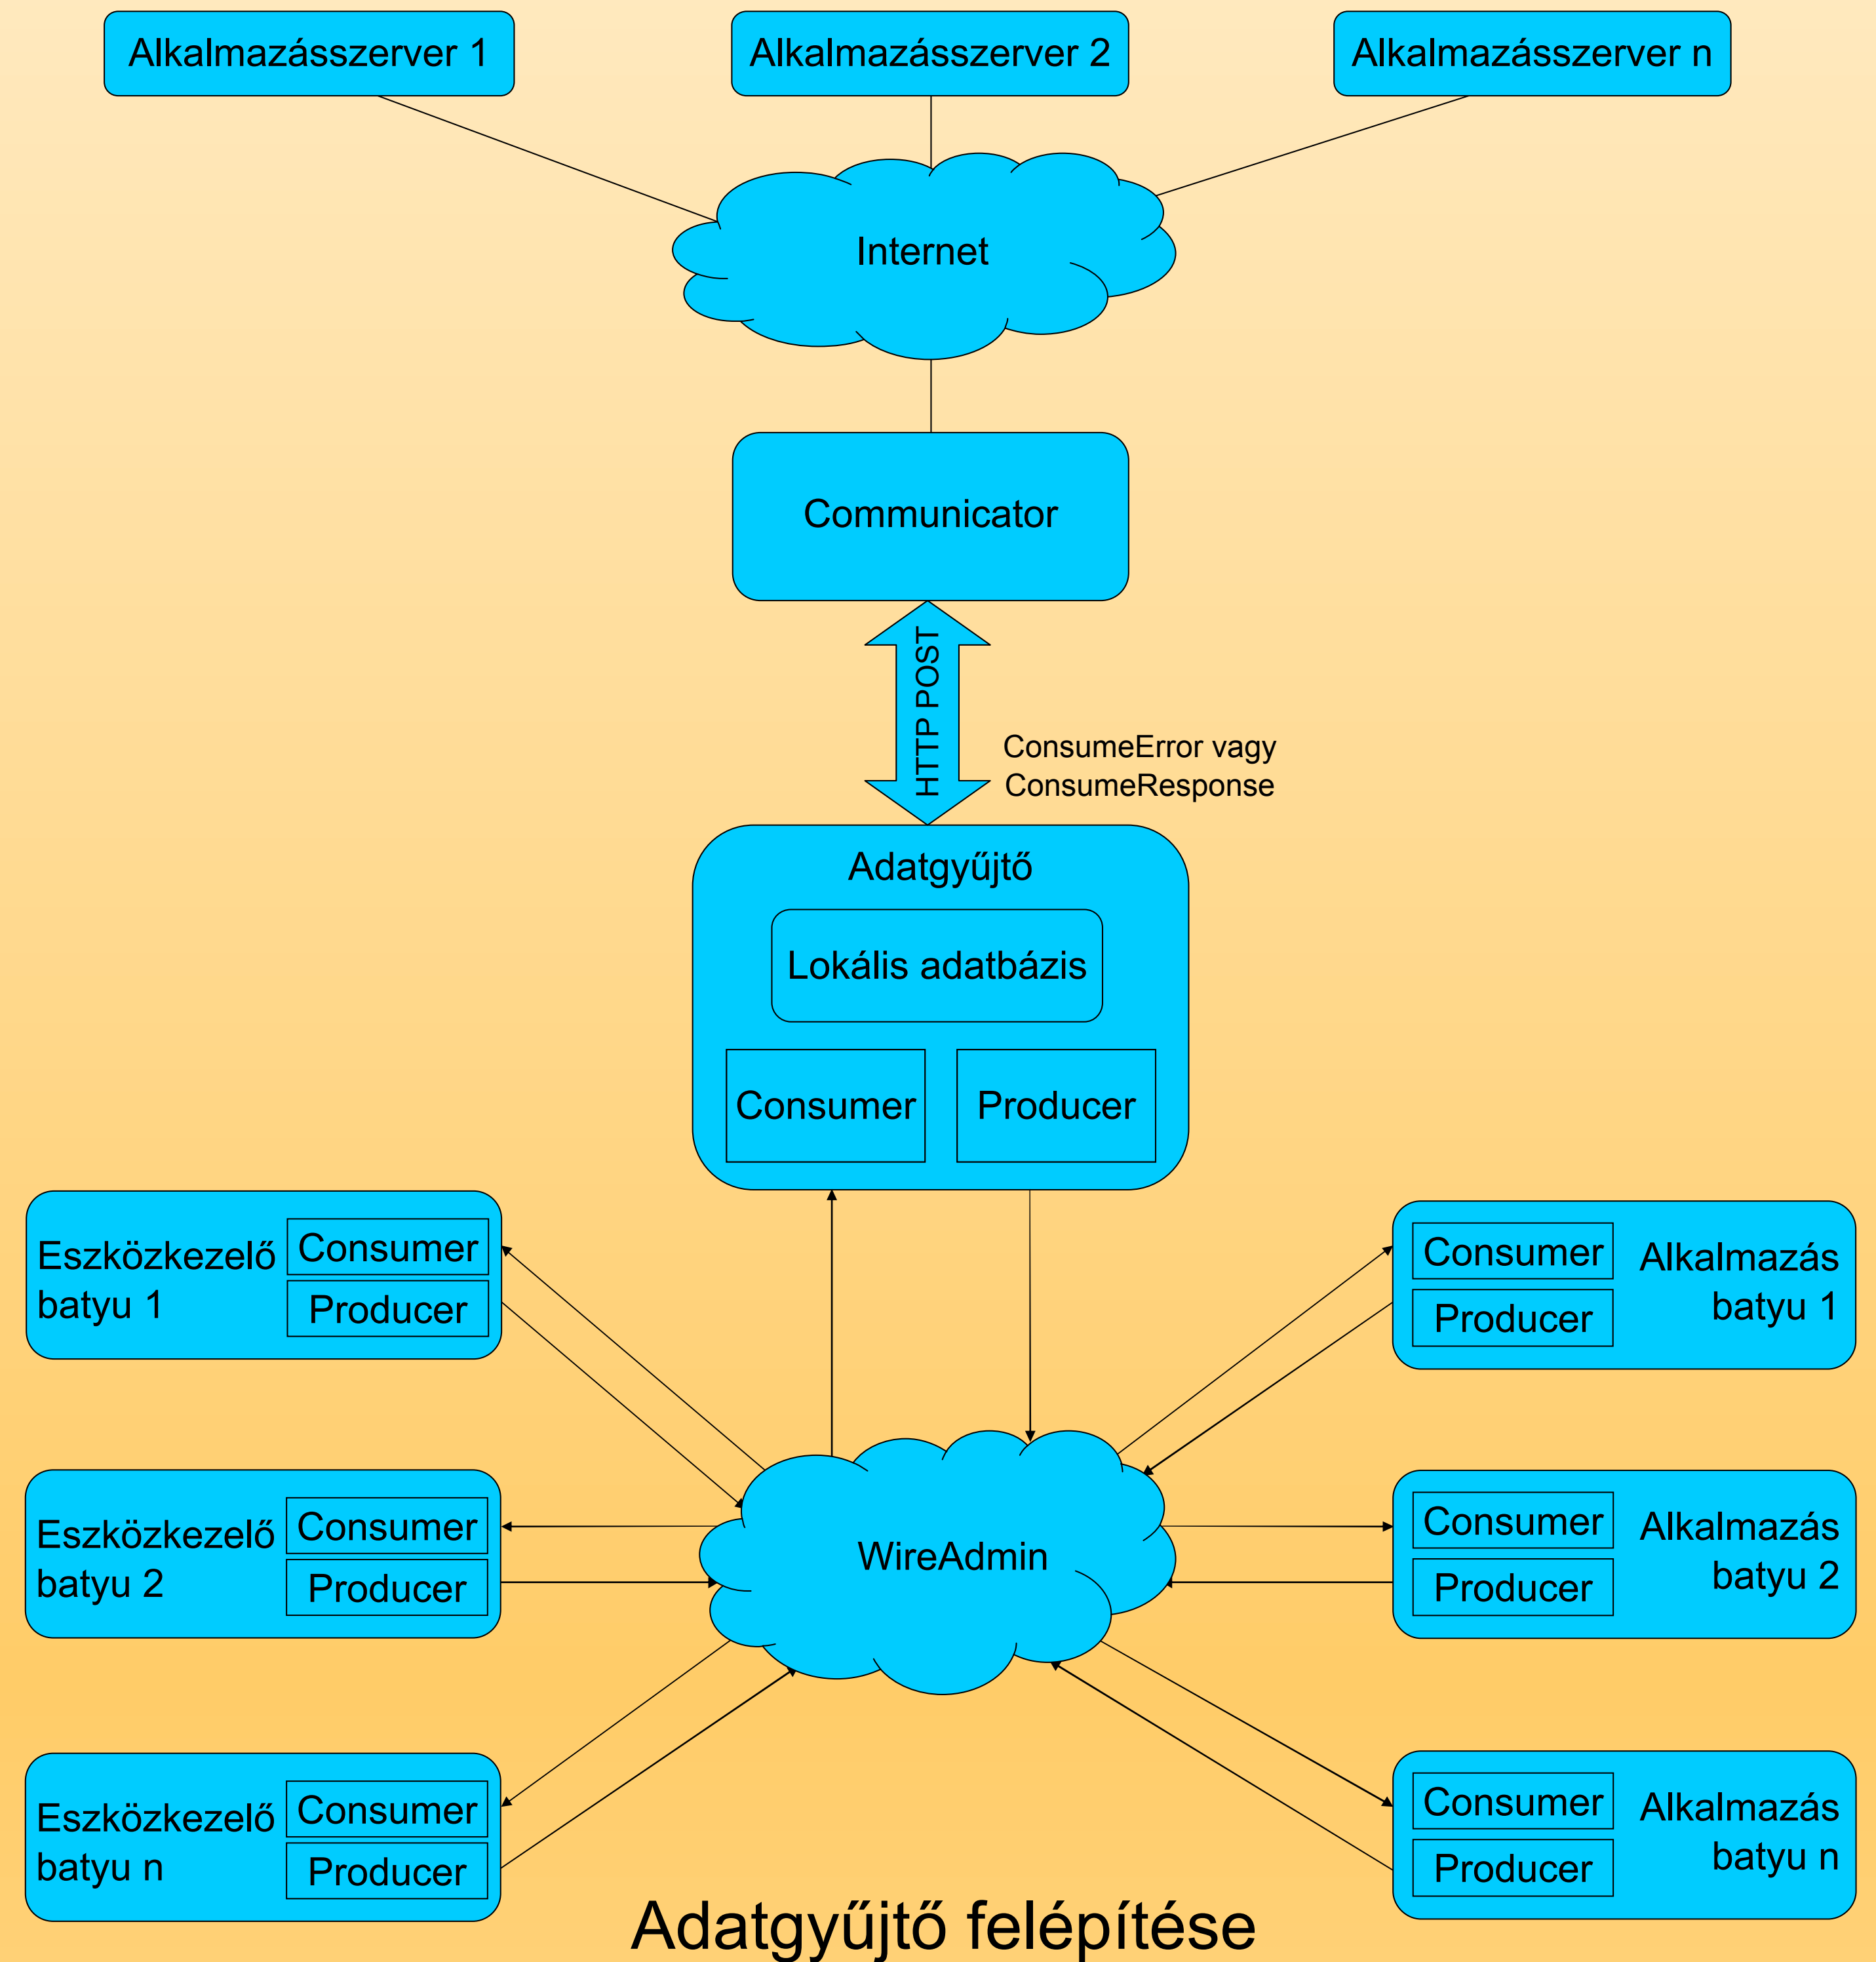 Alkalmazásszerver 1
Alkalmazásszerver 2
Alkalmazásszerver n
Internet
Communicator
HTTP POST
ConsumeError vagy
ConsumeResponse
Adatgyűjtő
Lokális adatbázis
Consumer
Producer
Eszközkezelő
batyu 1
Consumer
Producer
Consumer
Producer
Alkalmazás
batyu 1
Eszközkezelő
batyu 2
Consumer
Producer
WireAdmin
Consumer
Producer
Alkalmazás
batyu 2
Eszközkezelő
batyu n
Consumer
Producer
Consumer
Producer
Alkalmazás
batyu n
Adatgyűjtő felépítése